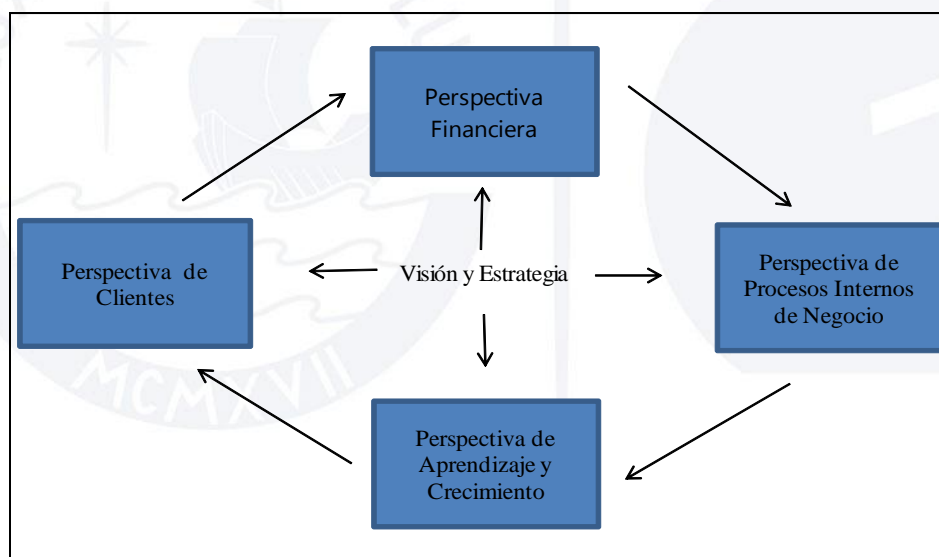 Perspectiva
Financiera
Perspectiva de
Clientes
Visión y Estrategia
Perspectiva de
Procesos Internos
de Negocio
Perspectiva de
Aprendizaje y
Crecimiento
MCMXVII